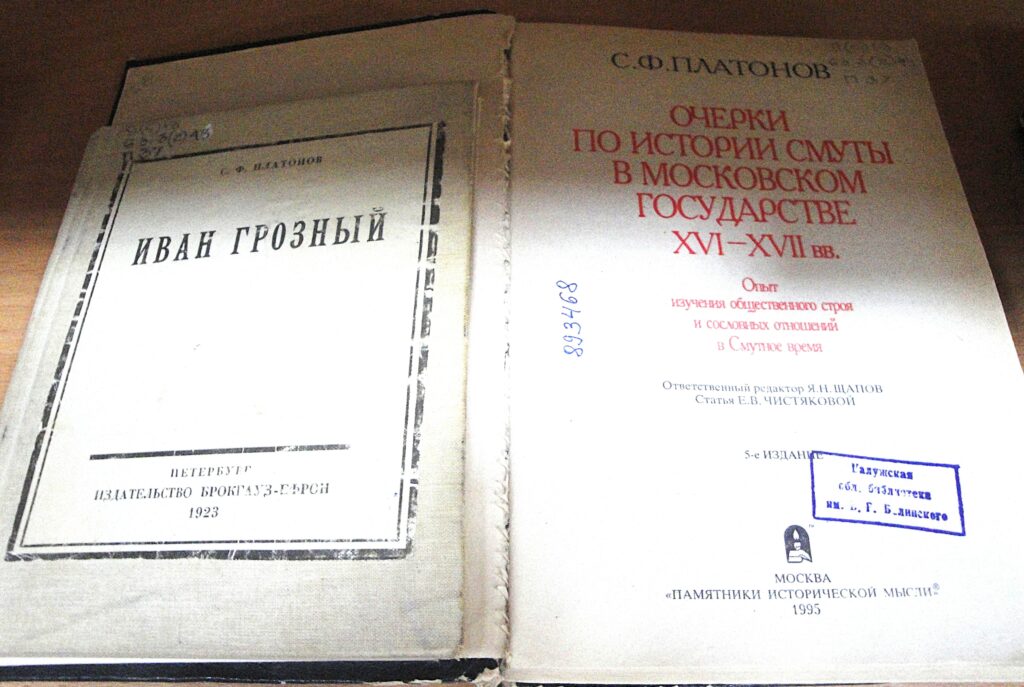 С. Ф. ПЛАТОНОВ
ИВАН ГРОЗНЫЙ
ПЕТЕРБУРГ
ИЗДАТЕЛЬСТВО БРОКГАУЗ-ЕФРОН
1923
С.Ф.ПЛАТОНОВ
ОЧЕРКИ
ПО ИСТОРИИ СМУТЫ
В МОСКОВСКОМ
ГОСУДАРСТВЕ
XVI–XVII вв.
Опыт
изучения общественного строя
и сословных отношений
в Смутное время
893468
Ответственный редактор Я.Н. ЩАПОВ
Статья Е.В. ЧИСТЯКОВОЙ
5-е ИЗДАНИЕ
Калужская
обл. библиотека
им. В. Г. Белинского
МОСКВА
«ПАМЯТНИКИ ИСТОРИЧЕСКОЙ МЫСЛИ»
1995